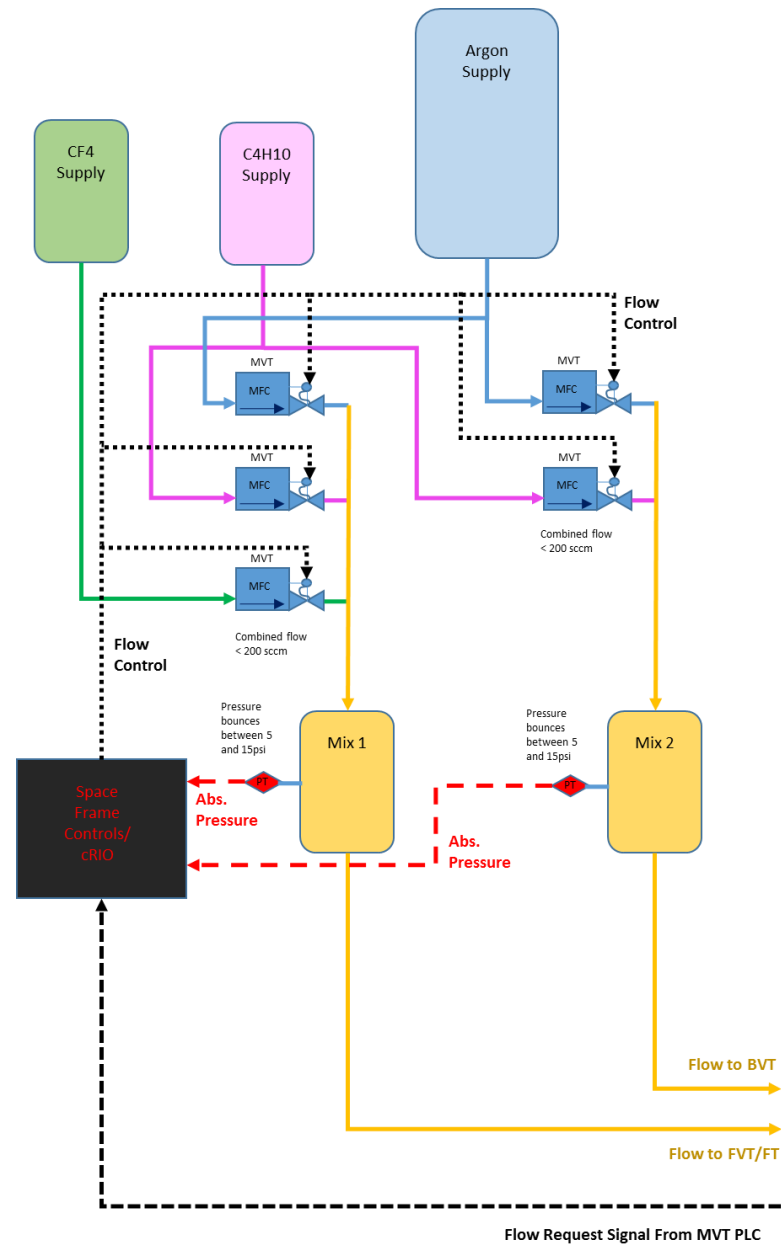 Argon
Supply
CF4
Supply
C4H10
Supply
Flow
Control
MVT
MFC
MVT
MFC
MVT
MFC
MVT
MFC
Combined flow
< 200 sccm
MVT
MFC
Combined flow
< 200 sccm
Flow
Control
Pressure
bounces
between 5
and 15psi
Mix 1
PT
Abs.
Pressure
Pressure
bounces
between 5
and 15psi
Mix 2
PT
Abs.
Pressure
Space
Frame
Controls/
cRIO
Flow to BVT
Flow to FVT/FT
Flow Request Signal From MVT PLC